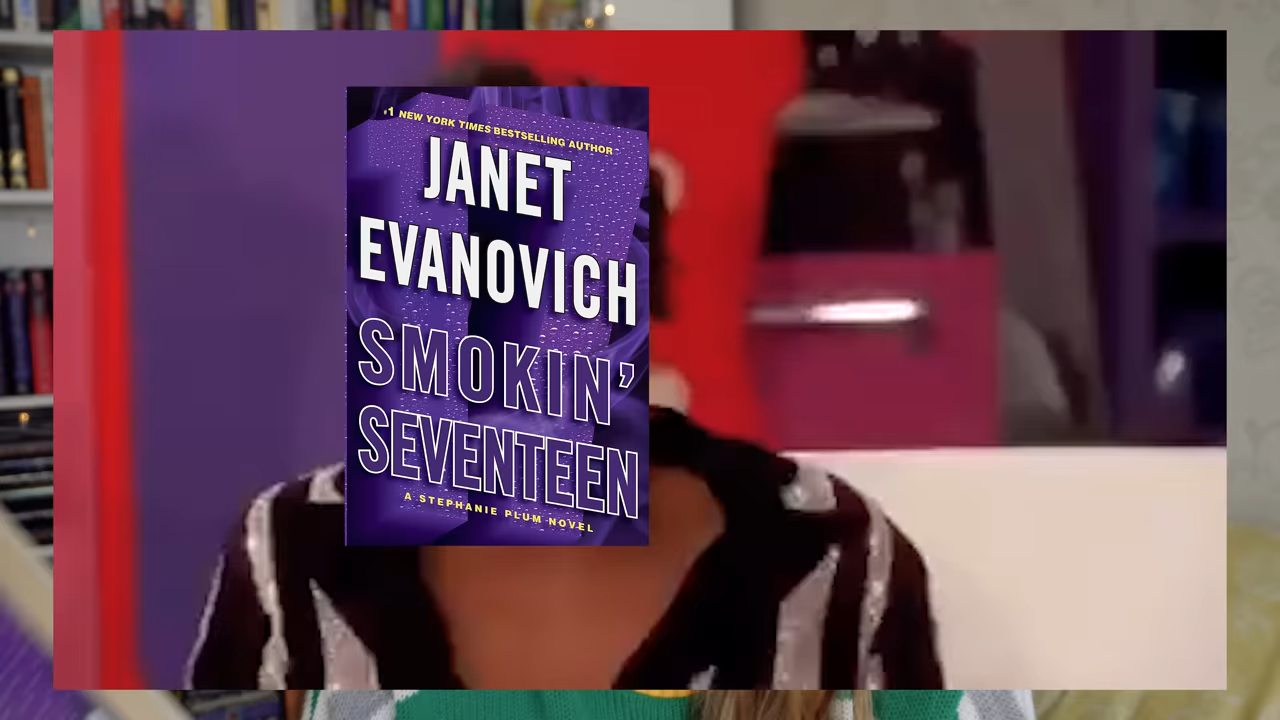 #1 NEW YORK TIMES BESTSELLING AUTHOR
JANET
EVANOVICH
SMOKIN'
SEVENTEEN
A STEPHANIE PLUM NOVEL